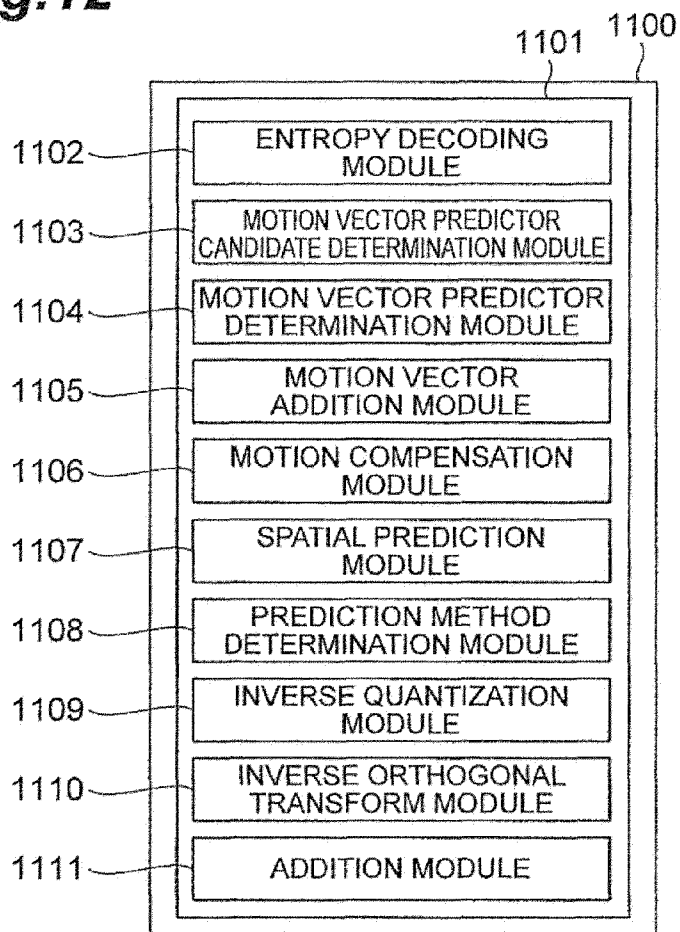 g.12
1100
1101
1102
ENTROPY DECODING
MODULE
1103
MOTION VECTOR PREDICTOR
CANDIDATE DETERMINATION MODULE
1104
MOTION VECTOR PREDICTOR
DETERMINATION MODULE
1105
MOTION VECTOR
ADDITION MODULE
1106
MOTION COMPENSATION
MODULE
1107
SPATIAL PREDICTION
MODULE
1108
PREDICTION METHOD
DETERMINATION MODULE
1109
INVERSE QUANTIZATION
MODULE
1110
INVERSE ORTHOGONAL
TRANSFORM MODULE
1111
ADDITION MODULE